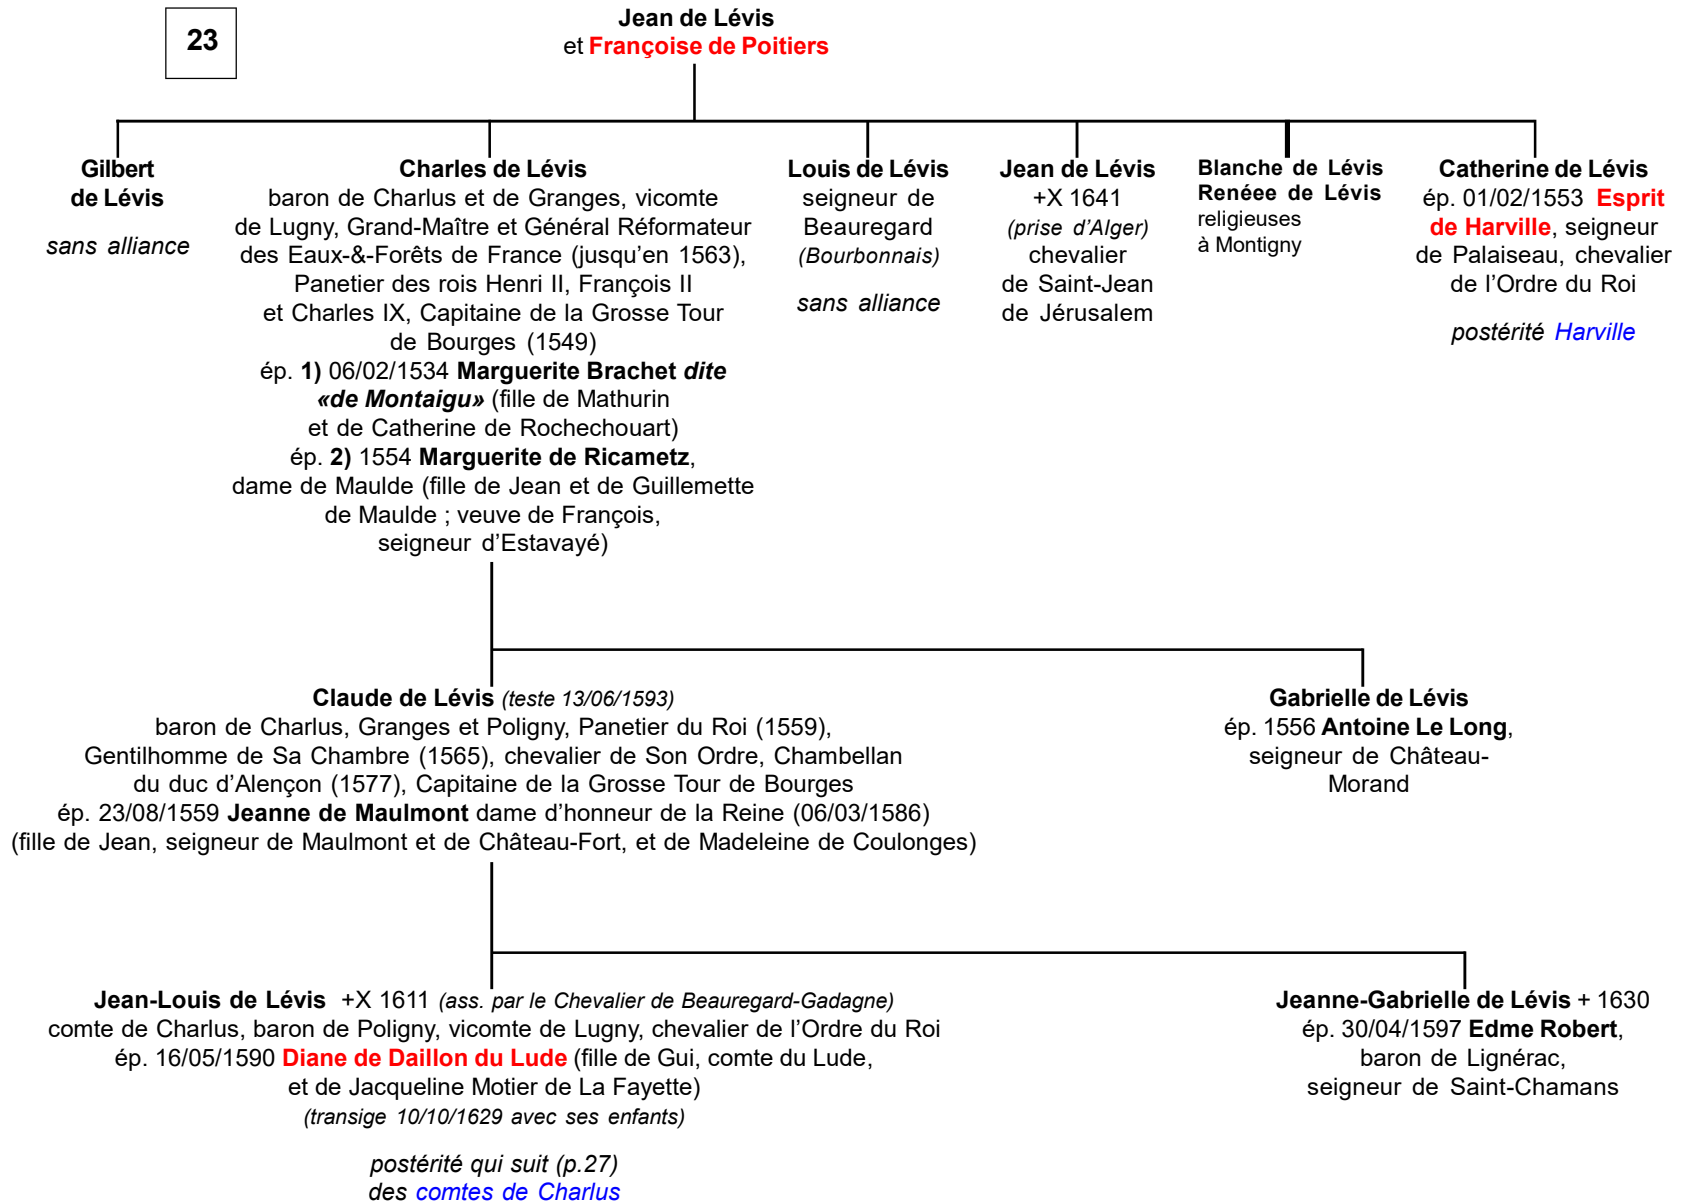 23
Jean de Lévis
et Françoise de Poitiers
Gilbert
de Lévis
sans alliance
Charles de Lévis
baron de Charlus et de Granges, vicomte
de Lugny, Grand-Maître et Général Réformateur
des Eaux-&-Forêts de France (jusqu'en 1563),
Panetier des rois Henri II, François II
et Charles IX, Capitaine de la Grosse Tour
de Bourges (1549)
ép. 1) 06/02/1534 Marguerite Brachet dite
«de Montaigu» (fille de Mathurin
et de Catherine de Rochechouart)
ép. 2) 1554 Marguerite de Ricametz,
dame de Maulde (fille de Jean et de Guillemette
de Maulde ; veuve de François,
seigneur d'Estavayé)
Louis de Lévis
seigneur de
Beauregard
(Bourbonnais)
sans alliance
Jean de Lévis
+X 1641
(prise d'Alger)
chevalier
de Saint-Jean
de Jérusalem
Blanche de Lévis
Renéee de Lévis
religieuses
à Montigny
Catherine de Lévis
ép. 01/02/1553 Esprit
de Harville, seigneur
de Palaiseau, chevalier
de l'Ordre du Roi
postérité Harville
Claude de Lévis (teste 13/06/1593)
baron de Charlus, Granges et Poligny, Panetier du Roi (1559),
Gentilhomme de Sa Chambre (1565), chevalier de Son Ordre, Chambellan
du duc d'Alençon (1577), Capitaine de la Grosse Tour de Bourges
ép. 23/08/1559 Jeanne de Maulmont dame d'honneur de la Reine (06/03/1586)
(fille de Jean, seigneur de Maulmont et de Château-Fort, et de Madeleine de Coulonges)
Gabrielle de Lévis
ép. 1556 Antoine Le Long,
seigneur de Château-
Morand
Jean-Louis de Lévis +X 1611 (ass. par le Chevalier de Beauregard-Gadagne)
comte de Charlus, baron de Poligny, vicomte de Lugny, chevalier de l'Ordre du Roi
ép. 16/05/1590 Diane de Daillon du Lude (fille de Gui, comte du Lude,
et de Jacqueline Motier de La Fayette)
(transige 10/10/1629 avec ses enfants)
postérité qui suit (p.27)
des comtes de Charlus
Jeanne-Gabrielle de Lévis + 1630
ép. 30/04/1597 Edme Robert,
baron de Lignérac,
seigneur de Saint-Chamans